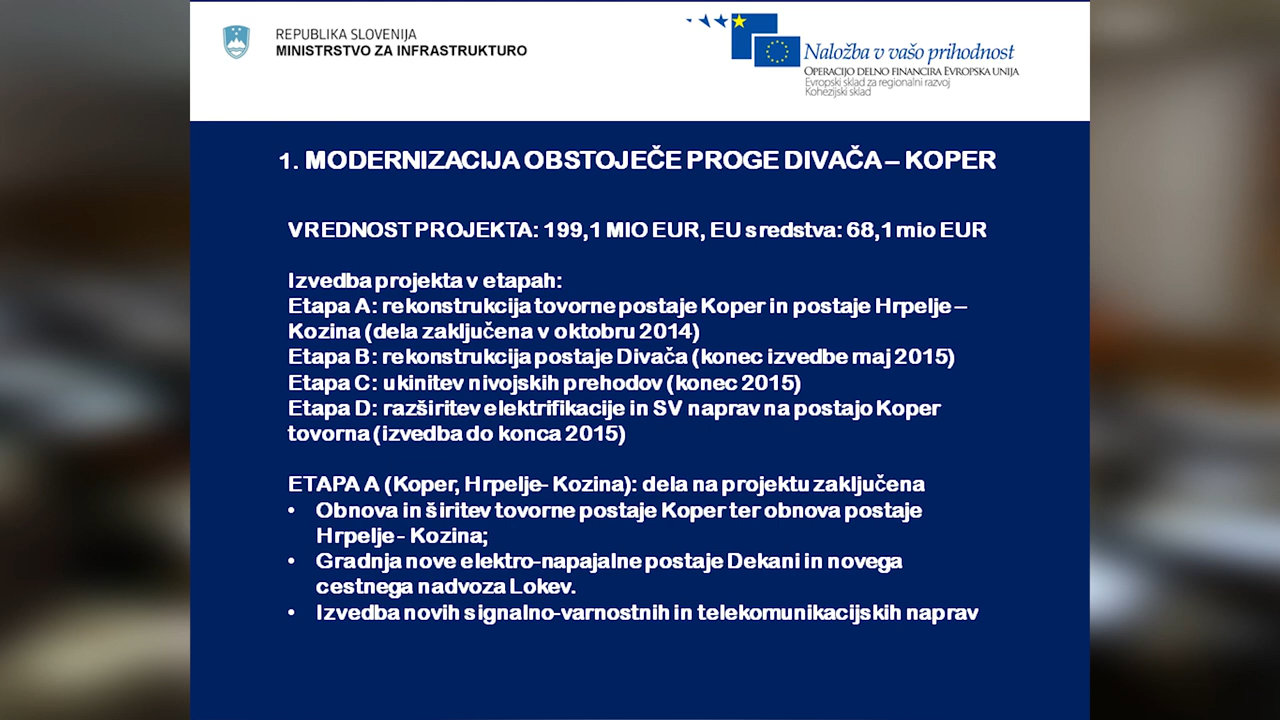 REPUBLIKA SLOVENIJA
MINISTRSTVO ZA INFRASTRUKTURO
Naložba v vašo prihodnost
OPERACIJO DELNO FINANCIRA EVROPSKA UNIJA
Evropski sklad za regionalni razvoj
Kohezijski sklad
1. MODERNIZACIJA OBSTOJEČE PROGE DIVAČA – KOPER
VREDNOST PROJEKTA: 199,1 MIO EUR, EU sredstva: 68,1 mio EUR
Izvedba projekta v etapah:
Etapa A: rekonstrukcija tovorne postaje Koper in postaje Hrpelje –
Kozina (dela zaključena v oktobru 2014)
Etapa B: rekonstrukcija postaje Divača (konec izvedbe maj 2015)
Etapa C: ukinitev nivojskih prehodov (konec 2015)
Etapa D: razširitev elektrifikacije in SV naprav na postajo Koper
tovorna (izvedba do konca 2015)
ETAPA A (Koper, Hrpelje- Kozina): dela na projektu zaključena
• Obnova in širitev tovorne postaje Koper ter obnova postaje
Hrpelje - Kozina;
• Gradnja nove elektro-napajalne postaje Dekani in novega
cestnega nadvoza Lokev.
• Izvedba novih signalno-varnostnih in telekomunikacijskih naprav